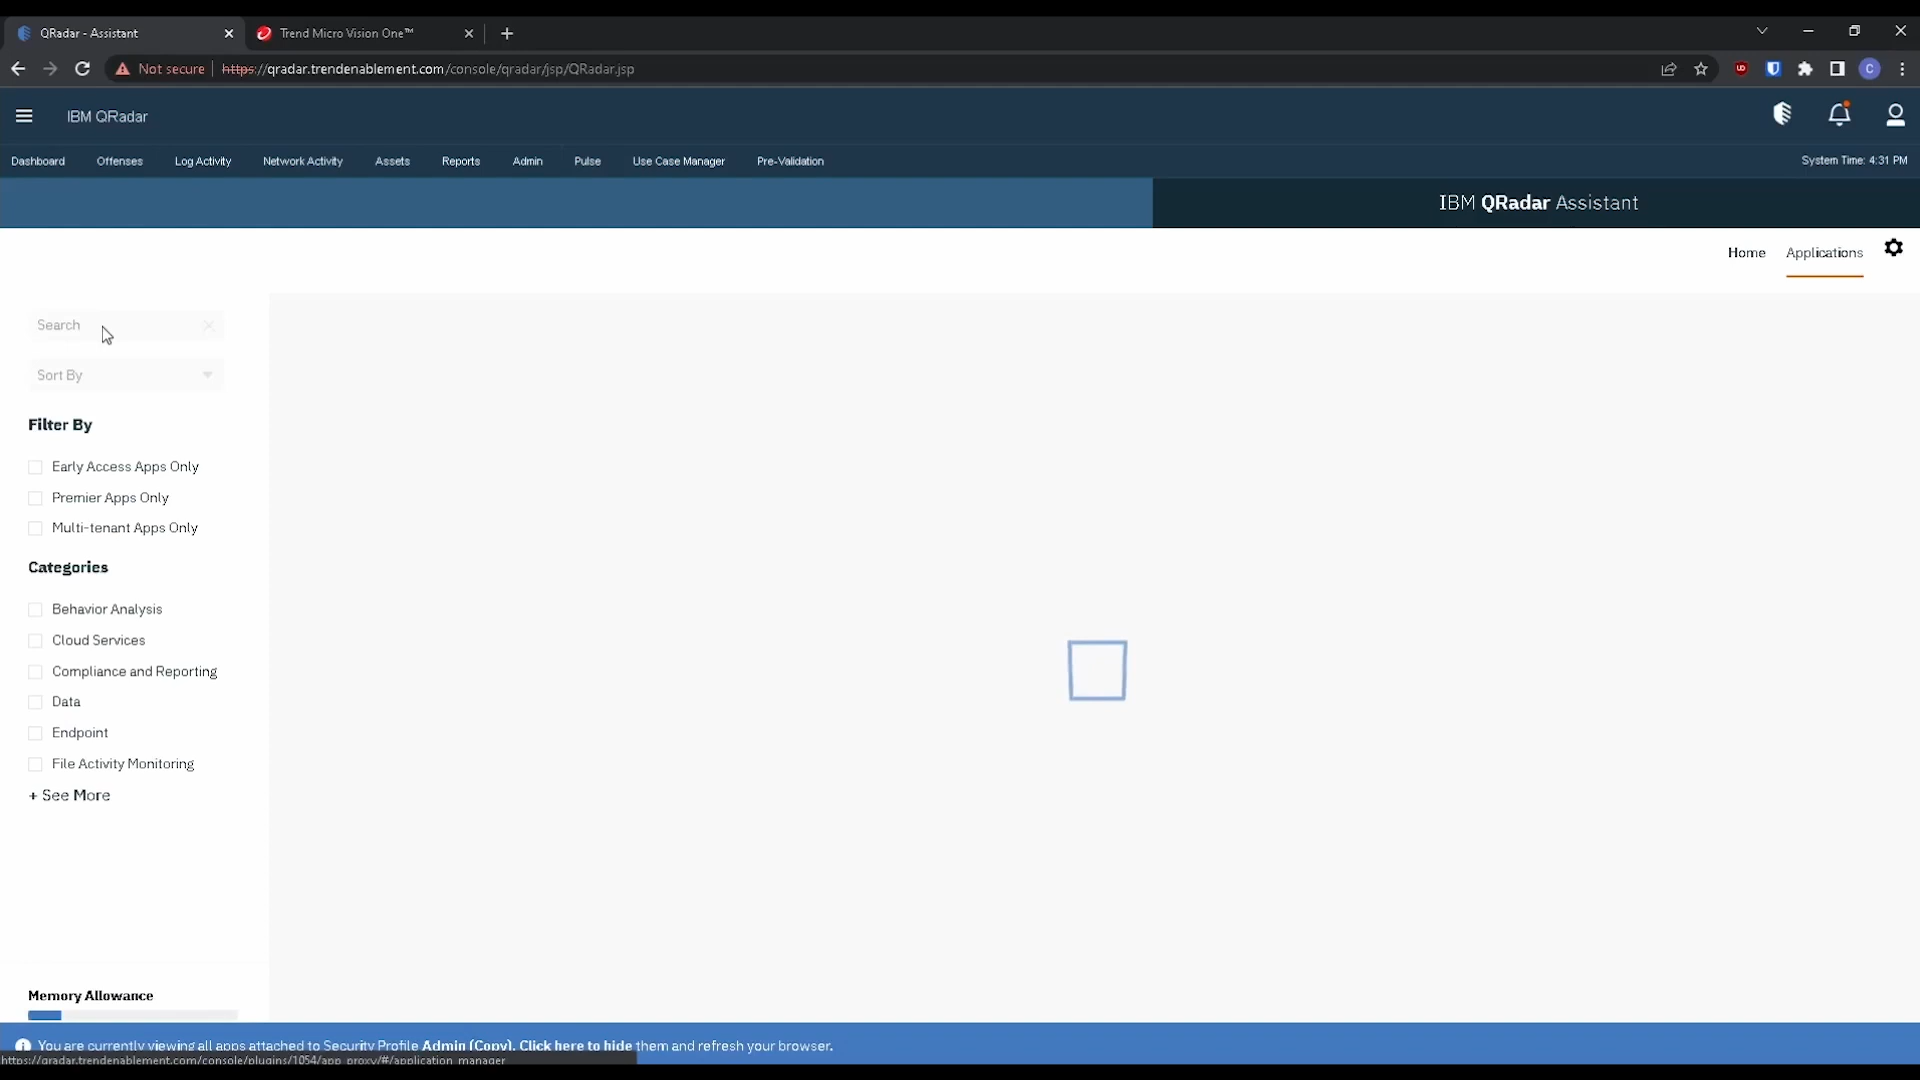 QRadar - Assistant
Trend Micro Vision One™
Not secure
https://qradar.trendenablement.com/console/qradar/jsp/QRadar.jsp
UD
C
IBM QRadar
Dashboard
Offenses
Log Activity
Network Activity
Assets
Reports
Admin
Pulse
Use Case Manager
Pre-Validation
System Time: 4:31 PM
IBM QRadar Assistant
Home
Applications
Search
Sort By
Filter By
Early Access Apps Only
Premier Apps Only
Multi-tenant Apps Only
Categories
Behavior Analysis
Cloud Services
Compliance and Reporting
Data
Endpoint
File Activity Monitoring
+ See More
Memory Allowance
You are currently viewing all apps attached to Security Profile Admin (Copy). Click here to hide them and refresh your browser.
https://qradar.trendenablement.com/console/plugins/1054/app_proxy/#/application_manager